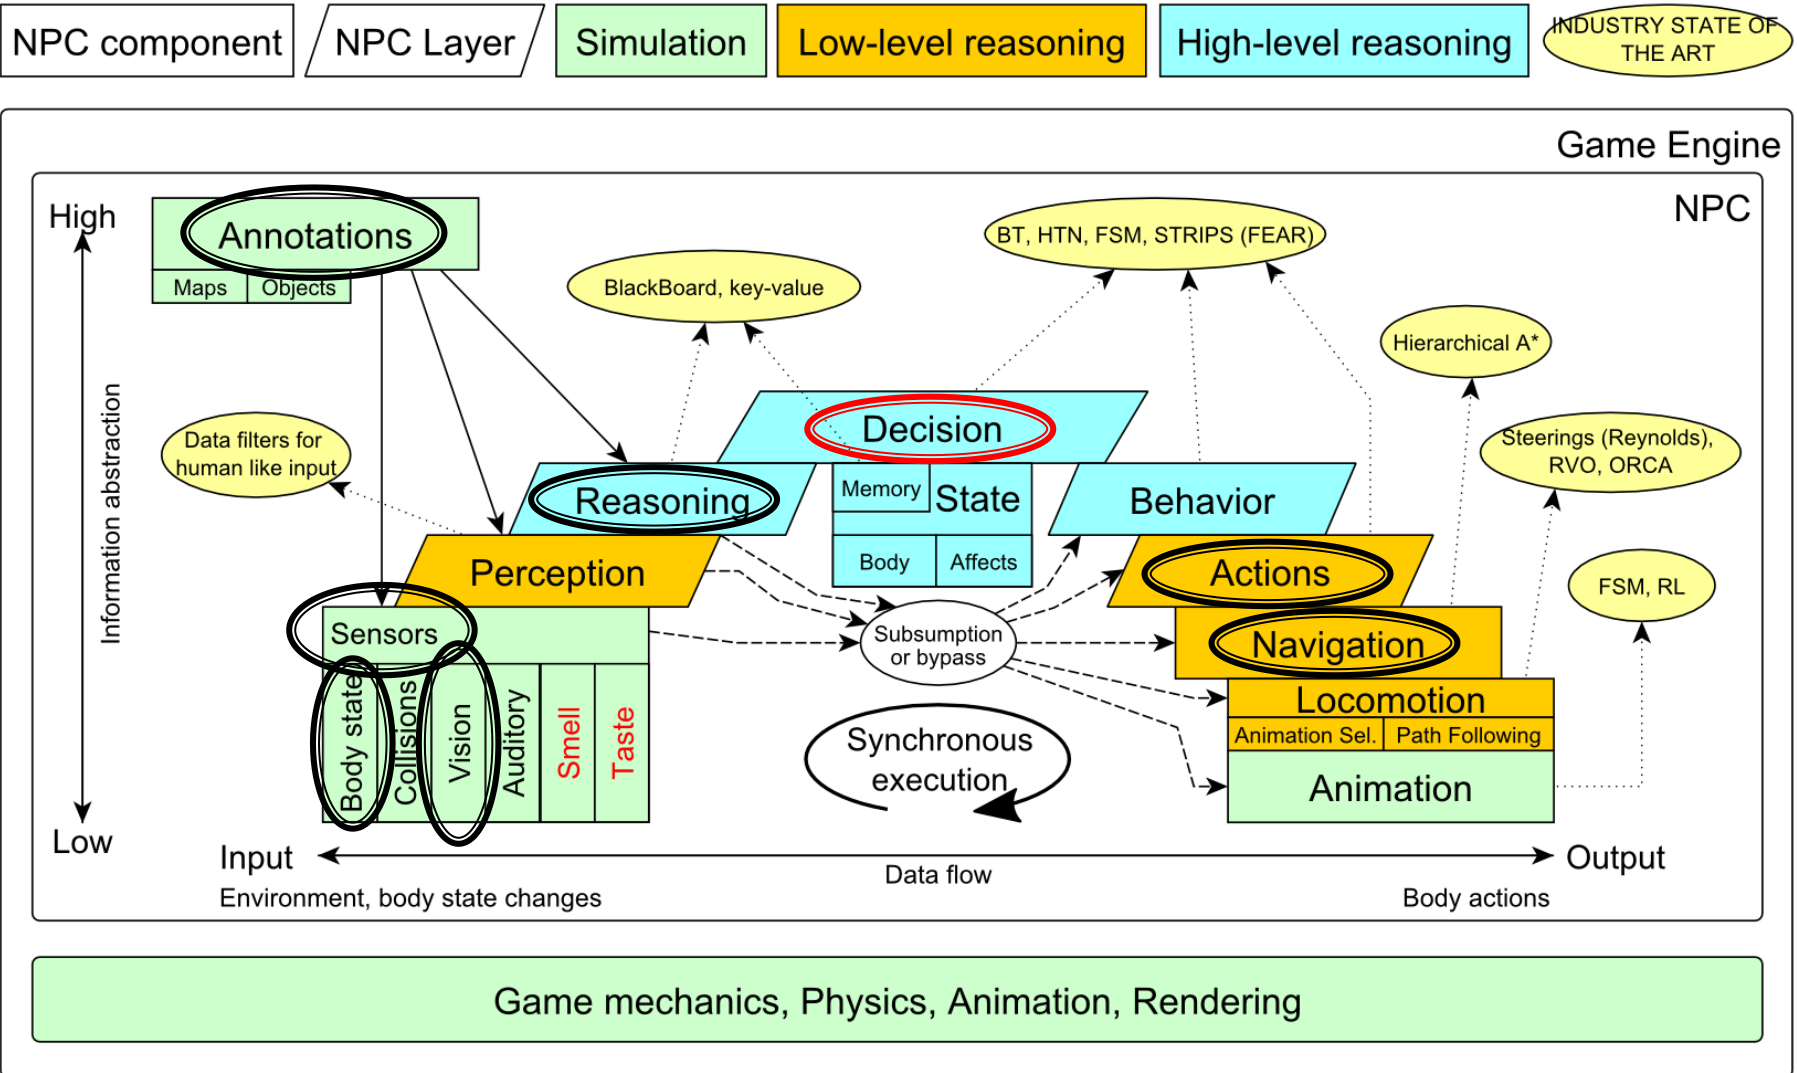 NPC component
NPC Layer
Simulation
Low-level reasoning
High-level reasoning
INDUSTRY STATE OF
THE ART
Game Engine
NPC
High
Annotations
Maps
Objects
BlackBoard, key-value
BT, HTN, FSM, STRIPS (FEAR)
Hierarchical A*
Information abstraction
Data filters for
human like input
Decision
Steerings (Reynolds),
RVO, ORCA
Reasoning
Memory
State
Behavior
Perception
Body
Affects
Actions
FSM, RL
Sensors
Subsumption
or bypass
Navigation
Body state
Collisions
Vision
Auditory
Smell
Taste
Locomotion
Animation Sel.
Path Following
Synchronous
execution
Animation
Low
Input
Output
Data flow
Environment, body state changes
Body actions
Game mechanics, Physics, Animation, Rendering